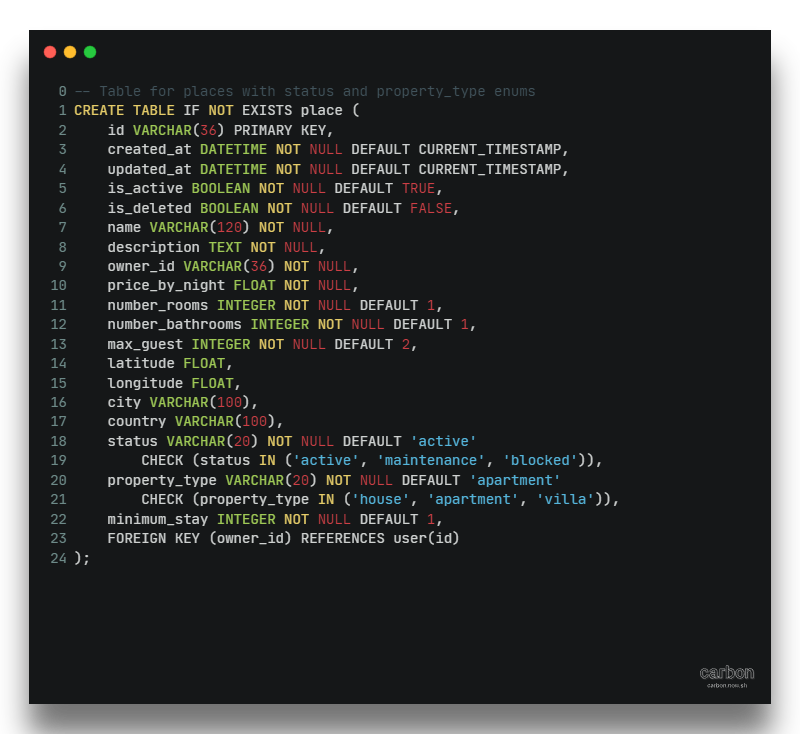 0 -- Table for places with status and property_type enums
1 CREATE TABLE IF NOT EXISTS place (
2     id VARCHAR(36) PRIMARY KEY,
3     created_at DATETIME NOT NULL DEFAULT CURRENT_TIMESTAMP,
4     updated_at DATETIME NOT NULL DEFAULT CURRENT_TIMESTAMP,
5     is_active BOOLEAN NOT NULL DEFAULT TRUE,
6     is_deleted BOOLEAN NOT NULL DEFAULT FALSE,
7     name VARCHAR(120) NOT NULL,
8     description TEXT NOT NULL,
9     owner_id VARCHAR(36) NOT NULL,
10     price_by_night FLOAT NOT NULL,
11     number_rooms INTEGER NOT NULL DEFAULT 1,
12     number_bathrooms INTEGER NOT NULL DEFAULT 1,
13     max_guest INTEGER NOT NULL DEFAULT 2,
14     latitude FLOAT,
15     longitude FLOAT,
16     city VARCHAR(100),
17     country VARCHAR(100),
18     status VARCHAR(20) NOT NULL DEFAULT 'active'
19         CHECK (status IN ('active', 'maintenance', 'blocked')),
20     property_type VARCHAR(20) NOT NULL DEFAULT 'apartment'
21         CHECK (property_type IN ('house', 'apartment', 'villa')),
22     minimum_stay INTEGER NOT NULL DEFAULT 1,
23     FOREIGN KEY (owner_id) REFERENCES user(id)
24 );
carbon
carbon.now.sh